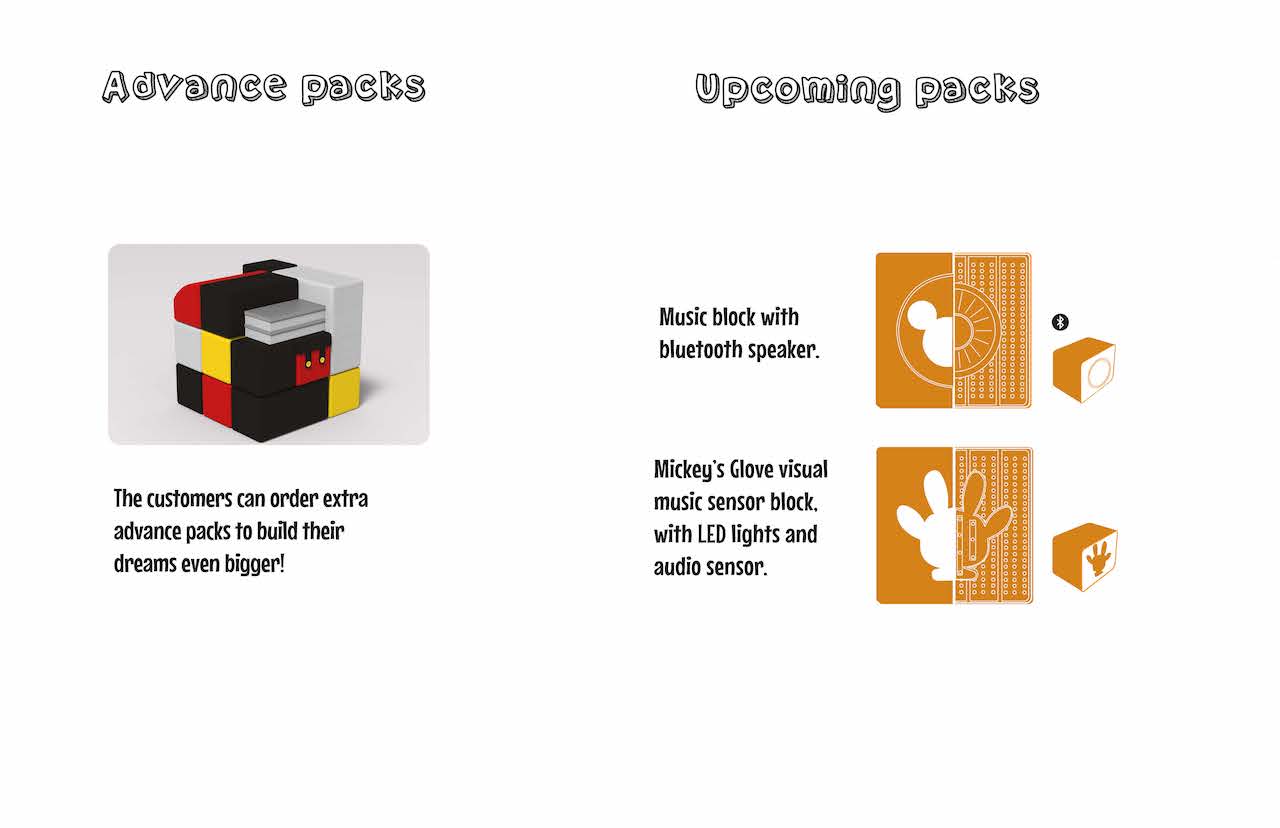 Advance packs
The customers can order extra
advance packs to build their
dreams even bigger!
Upcoming packs
Music block with
bluetooth speaker.
Mickey's Glove visual
music sensor block,
with LED lights and
audio sensor.